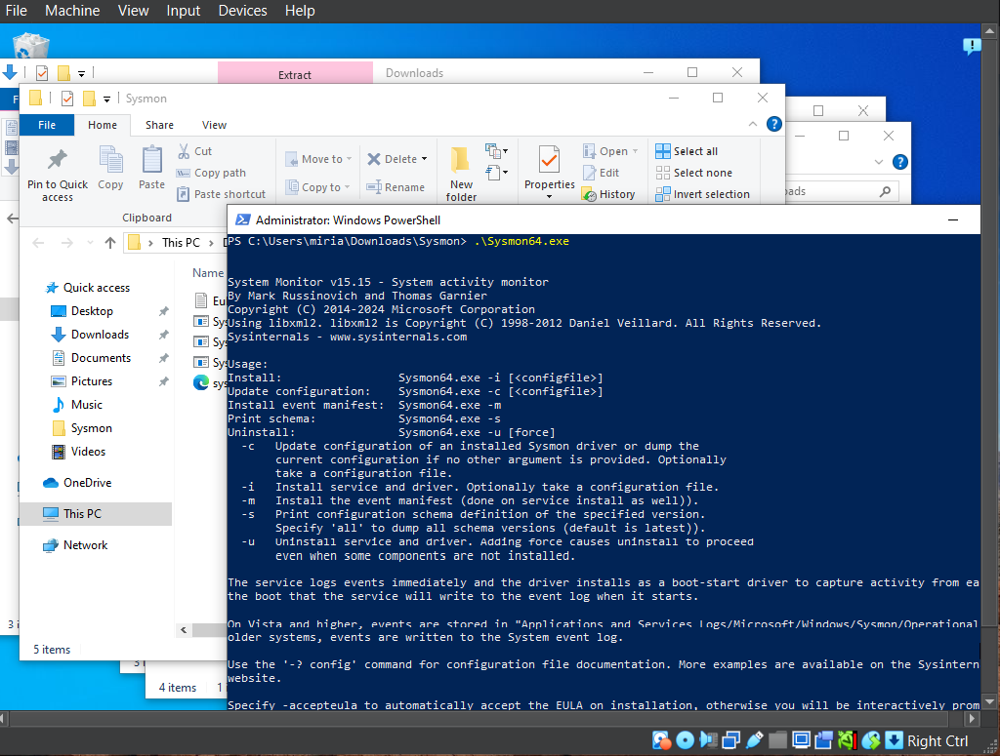 File Machine View Input Devices Help
Extract Downloads
Sysmon
File Home Share View
Pin to Quick access
Copy
Paste
Cut
Copy path
Paste shortcut
Clipboard
Move to
Copy to
Delete
Rename
New folder
Properties
Open
Edit
History
Select all
Select none
Invert selection
This PC
Name
Eu
Sys
Sys
Sys
sys
Quick access
Desktop
Downloads
Documents
Pictures
Music
Sysmon
Videos
OneDrive
This PC
Network
5 items
4 items
Administrator: Windows PowerShell
PS C:\Users\miria\Downloads\Sysmon> .\Sysmon64.exe
System Monitor v15.15 - System activity monitor
By Mark Russinovich and Thomas Garnier
Copyright (C) 2014-2024 Microsoft Corporation
Using libxml2. libxml2 is Copyright (C) 1998-2012 Daniel Veillard. All Rights Reserved.
Sysinternals - www.sysinternals.com
Usage:
Install: Sysmon64.exe -i [<configfile>]
Update configuration: Sysmon64.exe -c [<configfile>]
Install event manifest: Sysmon64.exe -m
Print schema: Sysmon64.exe -s
Uninstall: Sysmon64.exe -u [force]
-c Update configuration of an installed Sysmon driver or dump the
current configuration if no other argument is provided. Optionally
take a configuration file.
-i Install service and driver. Optionally take a configuration file.
-m Install the event manifest (done on service install as well)).
-s Print configuration schema definition of the specified version.
Specify 'all' to dump all schema versions (default is latest)).
-u Uninstall service and driver. Adding force causes uninstall to proceed
even when some components are not installed.
The service logs events immediately and the driver installs as a boot-start driver to capture activity from ea
the boot that the service will write to the event log when it starts.
On Vista and higher, events are stored in "Applications and Services Logs/Microsoft/Windows/Sysmon/Operational
older systems, events are written to the System event log.
Use the '-? config' command for configuration file documentation. More examples are available on the Sysintern
website.
Specify -accepteula to automatically accept the EULA on installation, otherwise you will be interactively prom
Right Ctrl